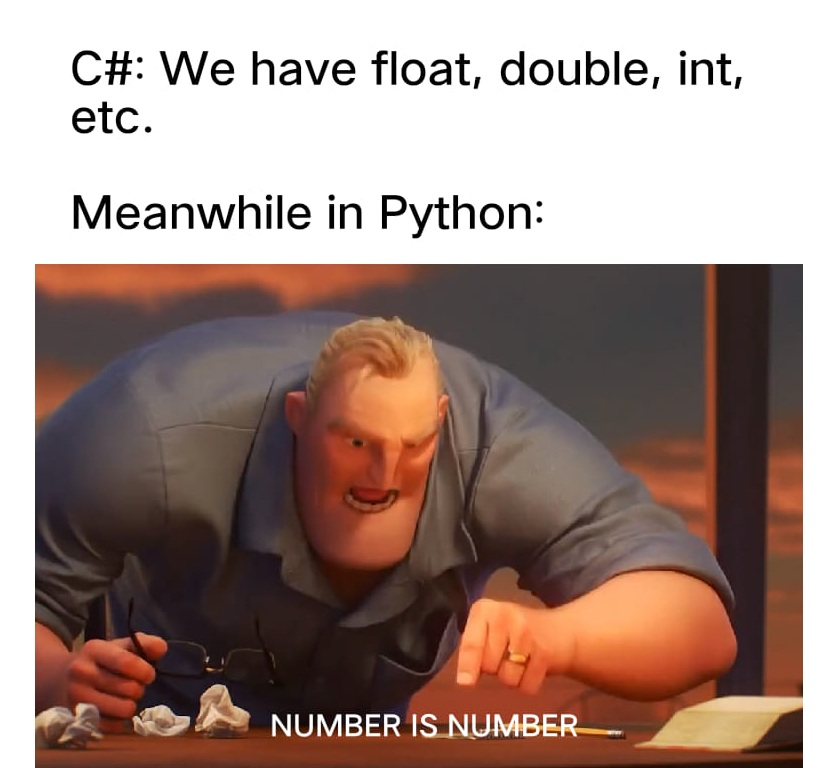 C#: We have float, double, int,
etc.
Meanwhile in Python:
NUMBER IS NUMBER